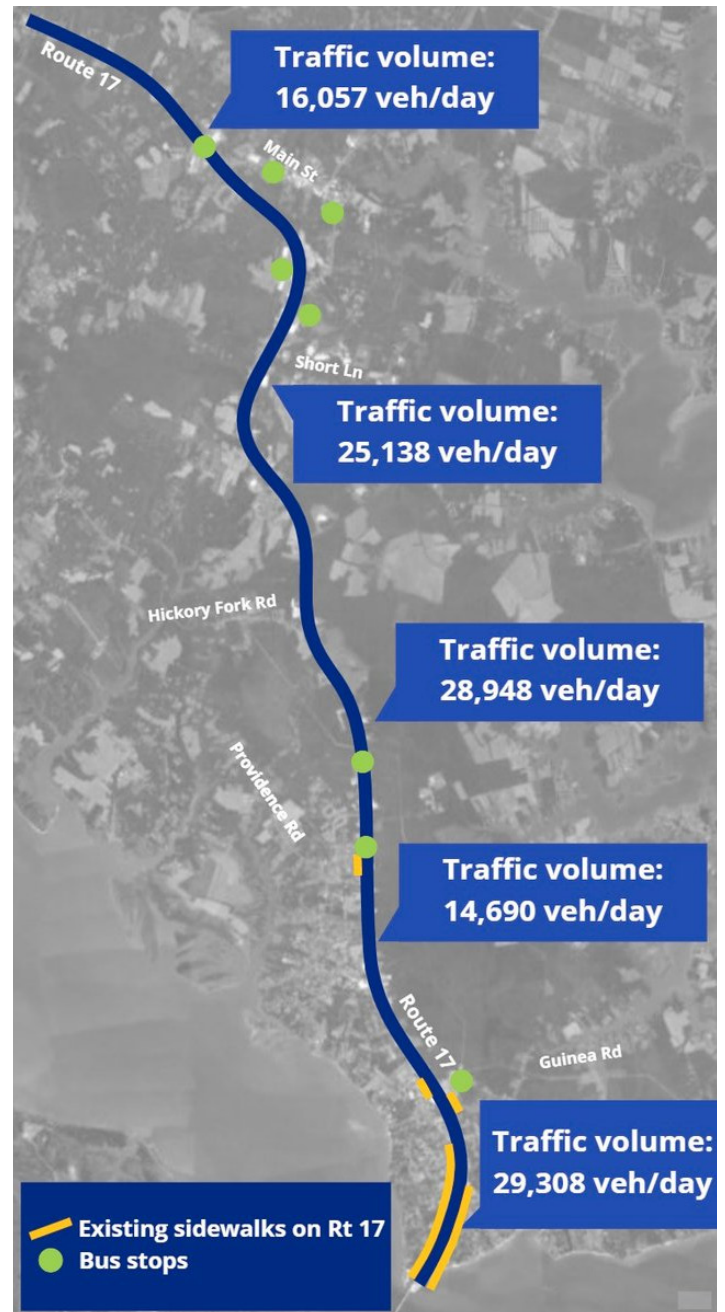 Route 17
Traffic volume:
16,057 veh/day
Main St
Short Ln
Traffic volume:
25,138 veh/day
Hickory Fork Rd
Traffic volume:
28,948 veh/day
Providence Rd
Traffic volume:
14,690 veh/day
Route 17
Guinea Rd
Traffic volume:
29,308 veh/day
Existing sidewalks on Rt 17
Bus stops